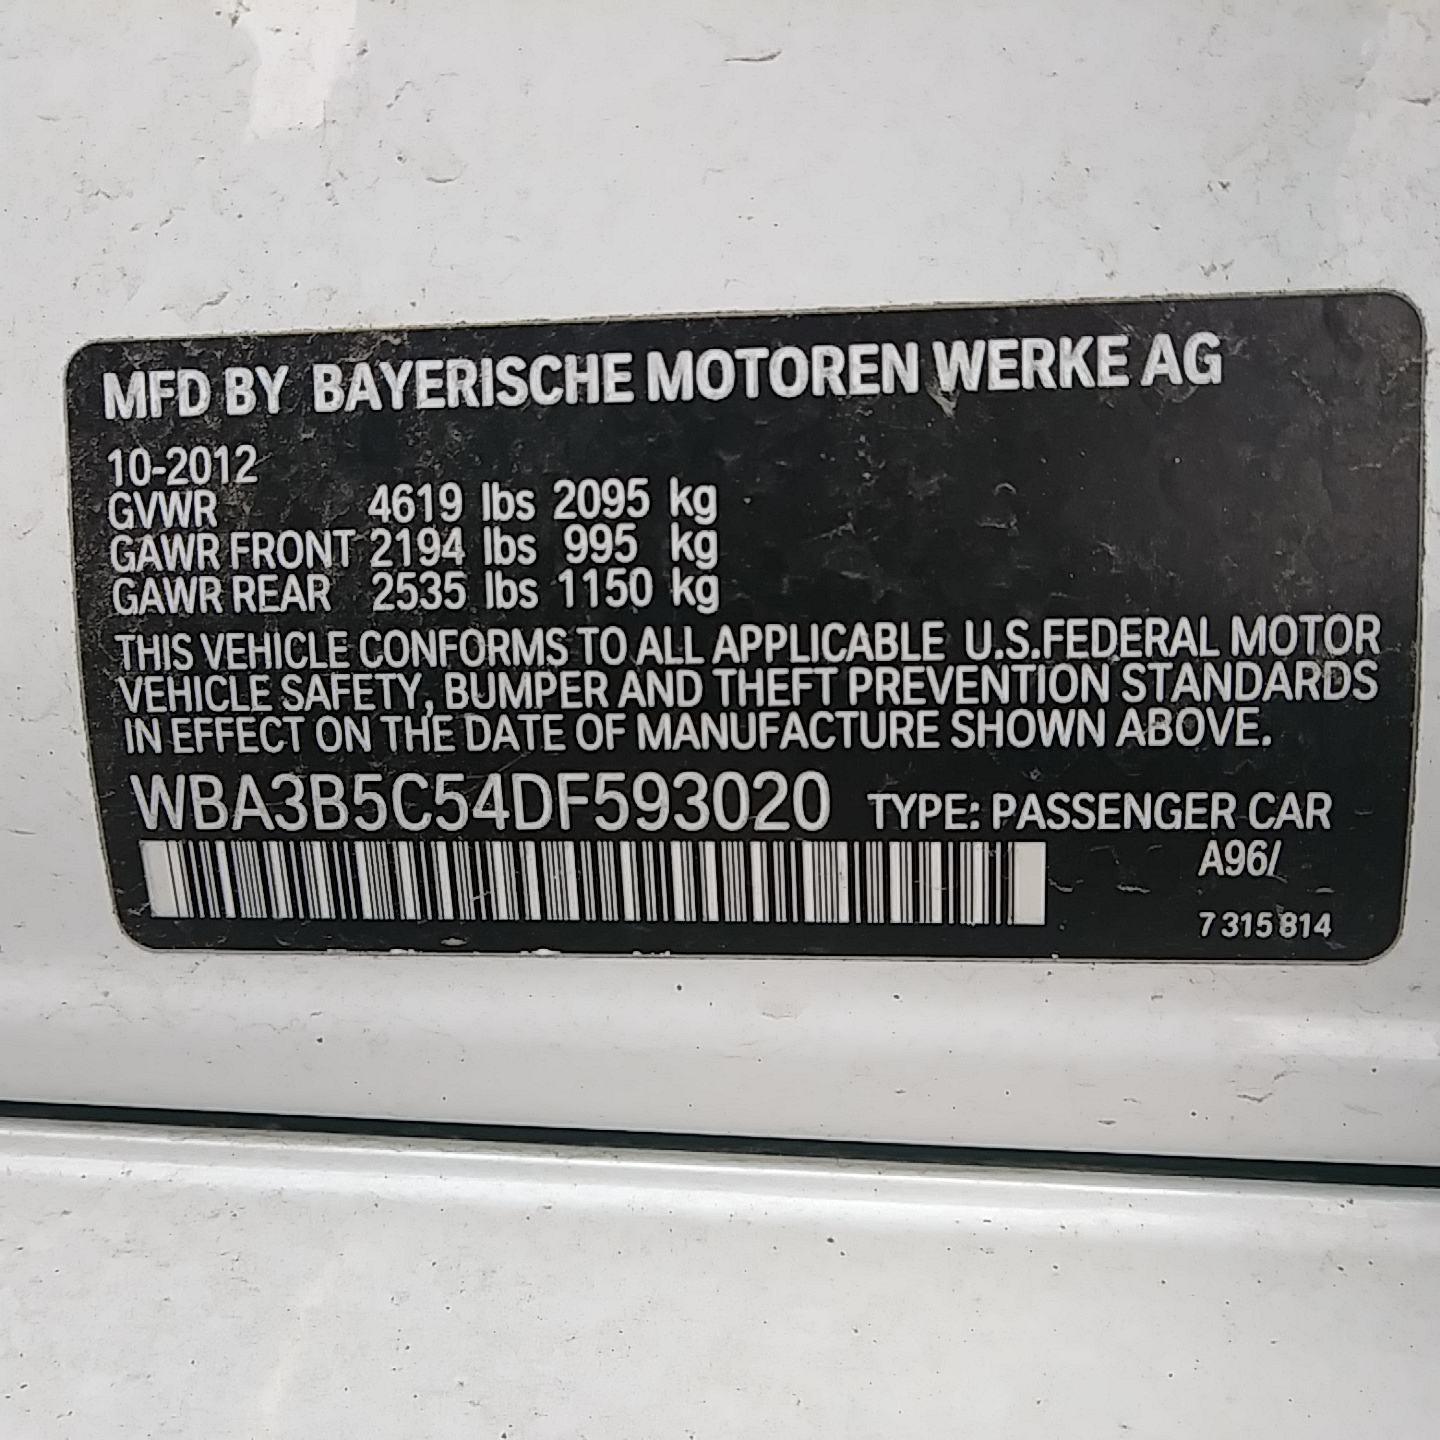 MFD BY BAYERISCHE MOTOREN WERKE AG
10-2012
GVWR 4619 lbs 2095 kg
GAWR FRONT 2194 lbs 995 kg
GAWR REAR 2535 lbs 1150 kg
THIS VEHICLE CONFORMS TO ALL APPLICABLE U.S.FEDERAL MOTOR
VEHICLE SAFETY, BUMPER AND THEFT PREVENTION STANDARDS
IN EFFECT ON THE DATE OF MANUFACTURE SHOWN ABOVE.
WBA3B5C54DF593020 TYPE: PASSENGER CAR
A96/
7 315 814